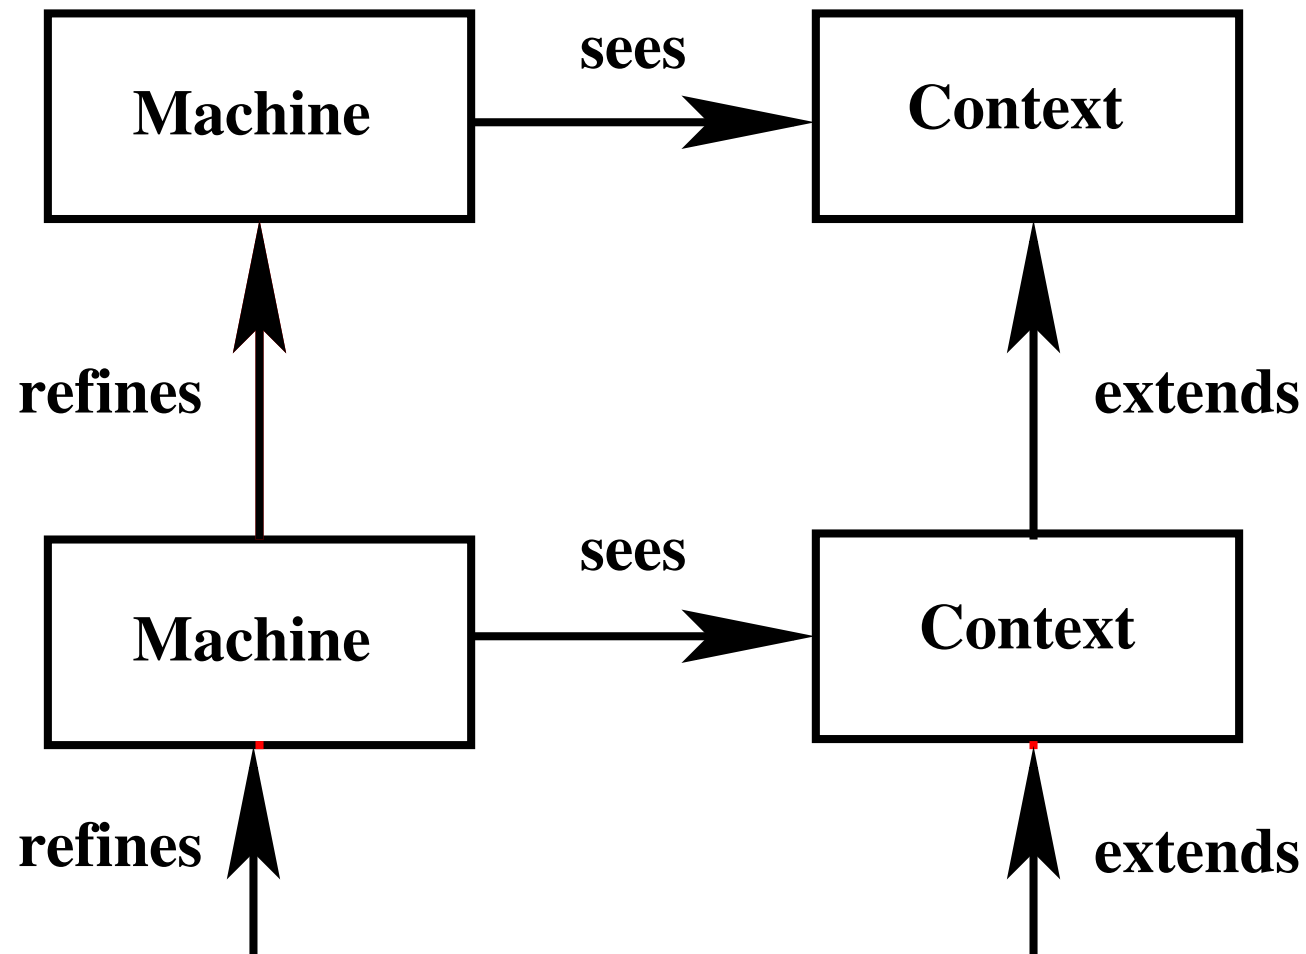 sees
Machine
Context
refines
extends
sees
Machine
Context
refines
extends